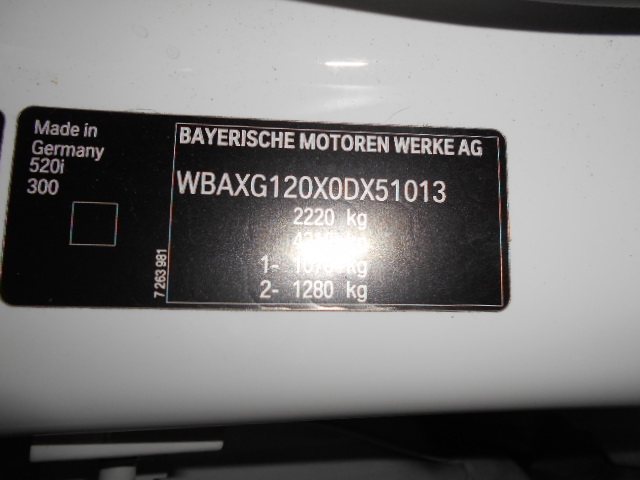 Made in
Germany
520i
300
7 263 981
BAYERISCHE MOTOREN WERKE AG
WBAXG120X0DX51013
2220 kg
kg
1- kg
2- 1280 kg